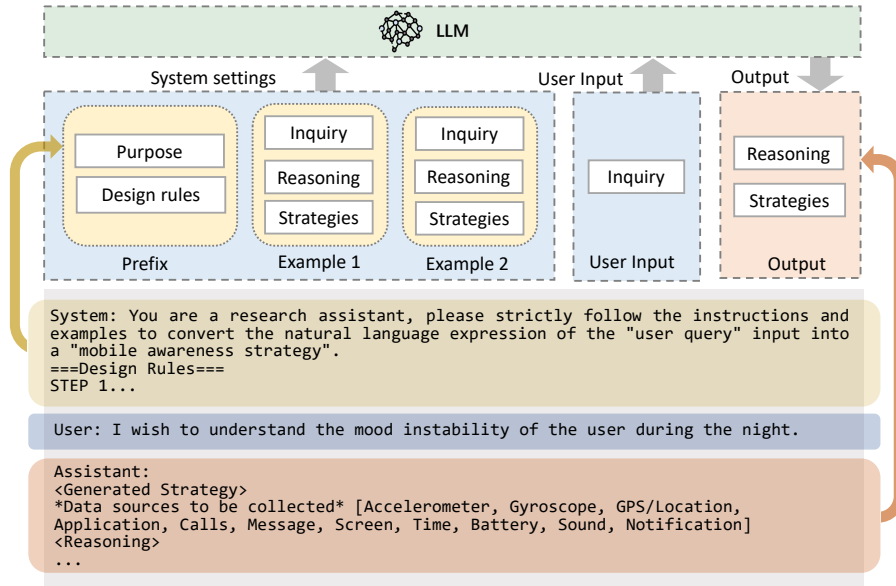 LLM
System settings
User Input
Output
Purpose
Design rules
Prefix
Inquiry
Reasoning
Strategies
Example 1
Inquiry
Reasoning
Strategies
Example 2
Inquiry
User Input
Reasoning
Strategies
Output
System: You are a research assistant, please strictly follow the instructions and
examples to convert the natural language expression of the "user query" input into
a "mobile awareness strategy".
===Design Rules===
STEP 1...
User: I wish to understand the mood instability of the user during the night.
Assistant:
<Generated Strategy>
*Data sources to be collected* [Accelerometer, Gyroscope, GPS/Location,
Application, Calls, Message, Screen, Time, Battery, Sound, Notification]
<Reasoning>
...